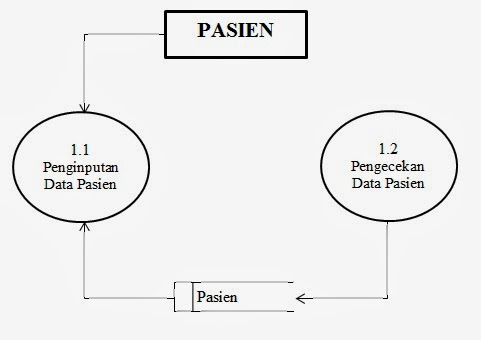 PASIEN
1.1
Penginputan
Data Pasien
1.2
Pengecekan
Data Pasien
Pasien